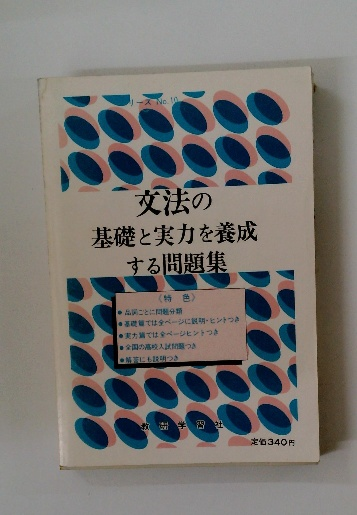 リーズ No.10
文法の
基礎と実力を養成
する問題集
〈特 色〉
● 品詞ごとに問題分類
● 基礎篇では全ページに説明・ヒントつき
● 実力篇では全ページヒントつき
● 全国の高校入試問題つき
● 解答にも説明つき
教 学 習 社
定価340円